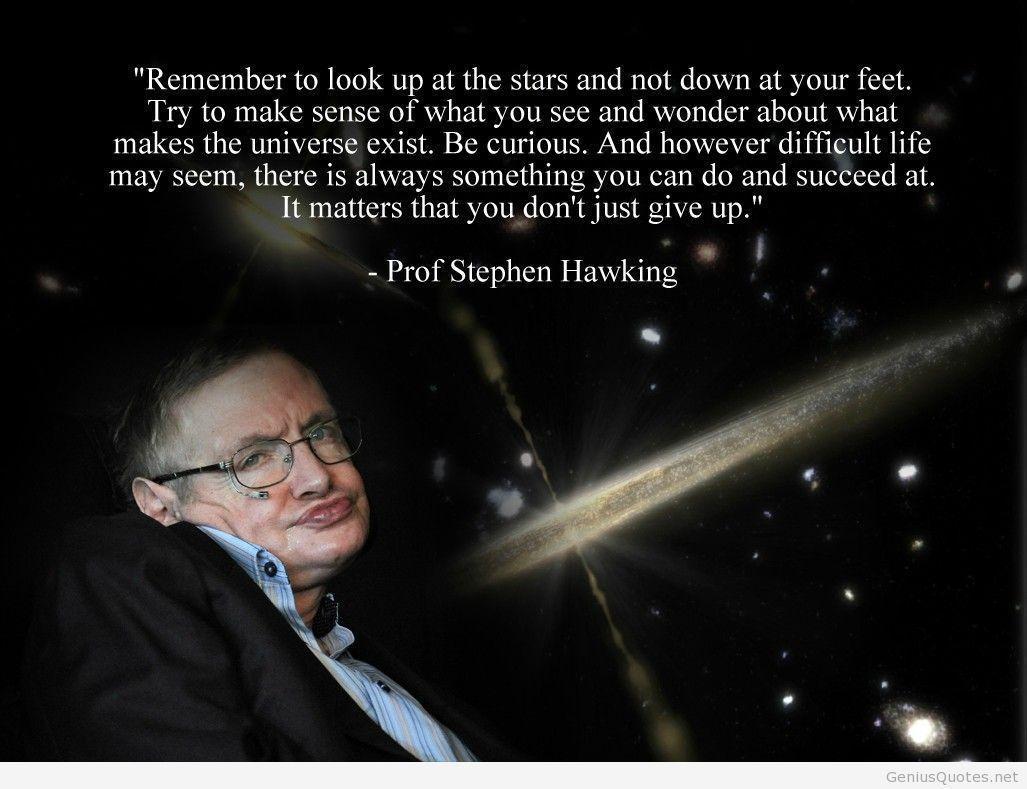 "Remember to look up at the stars and not down at your feet.
Try to make sense of what you see and wonder about what
makes the universe exist. Be curious. And however difficult life
may seem, there is always something you can do and succeed at.
It matters that you don't just give up."
- Prof Stephen Hawking
GeniusQuotes.net